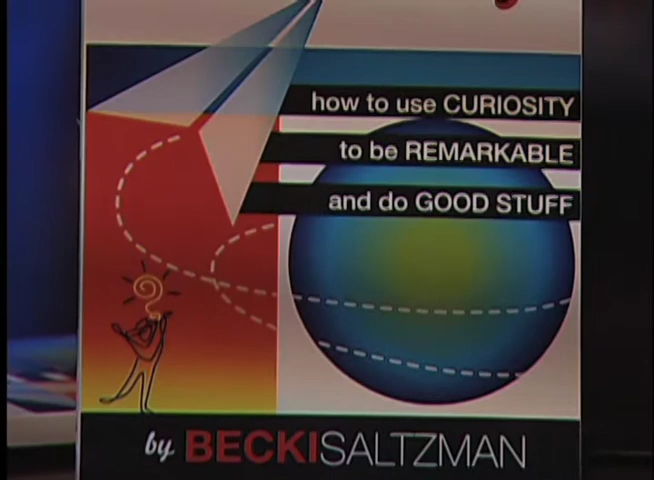 how to use CURIOSITY
to be REMARKABLE
and do GOOD STUFF
by BECKISALTZMAN